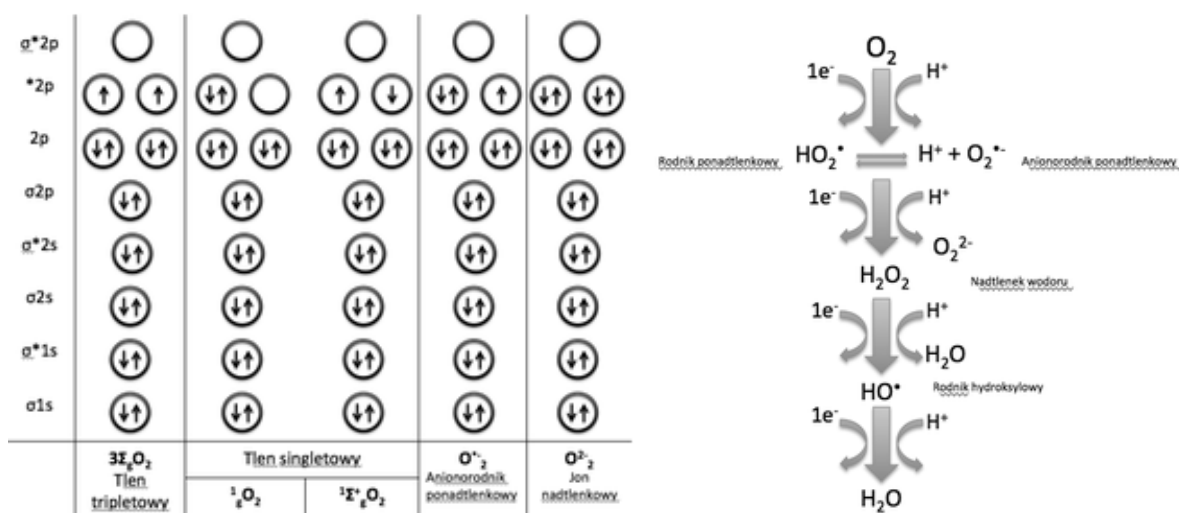 σ*2p
*2p
2p
σ2p
σ*2s
σ2s
σ*1s
σ1s
3ΣgO2
Tlen
tripletowy
Tlen singletowy
1gO2
1Σ+gO2
O•-2
Anionorodnik
ponadtlenkowy
O2-2
Jon
nadtlenkowy
O2
1e-
H+
Rodnik ponadtlenkowy
HO2•
H+ + O2•-
Anionorodnik ponadtlenkowy
1e-
H+
O22-
H2O2
Nadtlenek wodoru
1e-
H+
H2O
HO•
Rodnik hydroksylowy
1e-
H+
H2O